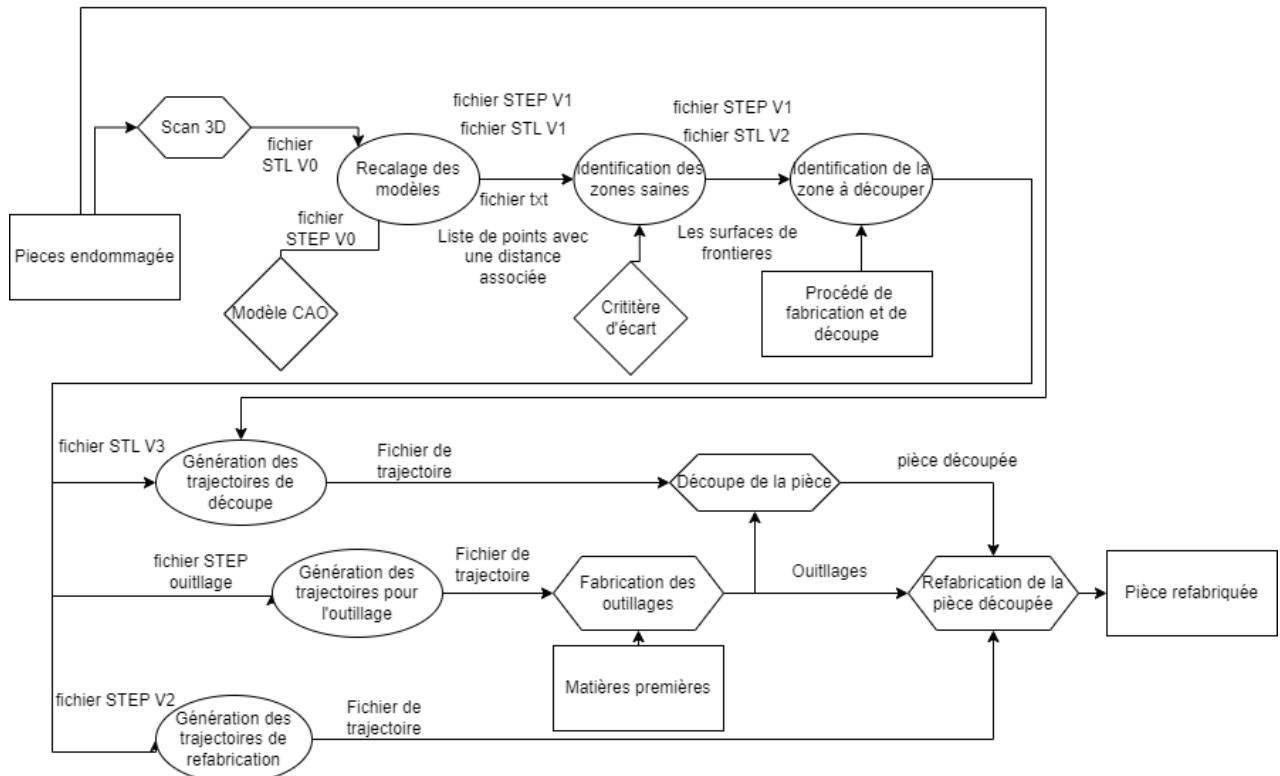 Scan 3D
fichier
STL V0
Recalage des
modèles
fichier STEP V1
fichier STL V1
fichier txt
Liste de points avec
une distance
associée
Identification des
zones saines
fichier STEP V1
fichier STL V2
Les surfaces de
frontieres
Identification de la
zone à découper
Pieces endommagée
fichier
STEP V0
Modèle CAO
Crititère
d'écart
Procédé de
fabrication et de
découpe
fichier STL V3
Génération des
trajectoires de
découpe
Fichier de
trajectoire
Découpe de la pièce
pièce découpée
fichier STEP
ouitllage
Génération des
trajectoires pour
l'outillage
Fichier de
trajectoire
Fabrication des
outillages
Ouitllages
Refabrication de la
pièce découpée
Pièce refabriquée
Matières premières
fichier STEP V2
Génération des
trajectoires de
refabrication
Fichier de
trajectoire